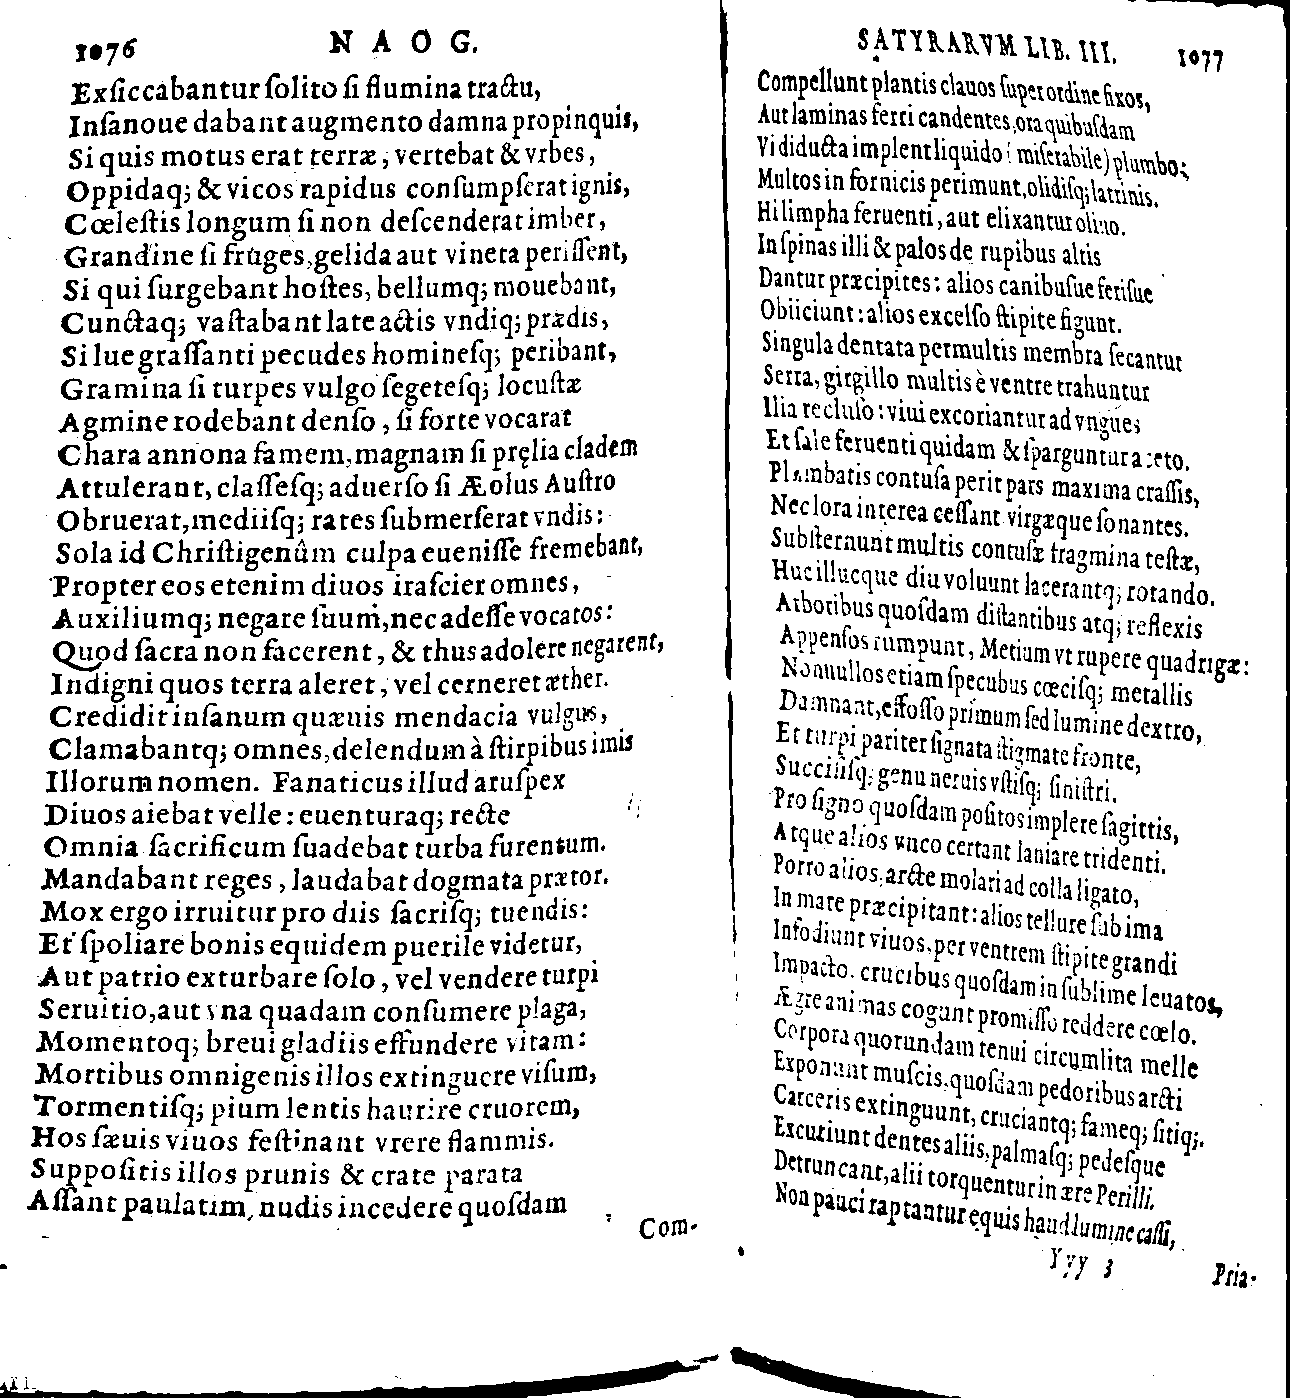 1076 NAOG.
Exſiccabantur ſolito ſi flumina tractu,
Inſanoue dabant augmento damna propinquis,
Si quis motus erat terræ, vertebat & vrbes,
Oppidaq; & vicos rapidus conſumpſerat ignis,
Cœleſtis longum ſi non deſcenderat imber,
Grandine ſi fruges, gelida aut vineta periſſent,
Si qui ſurgebant hoſtes, bellumq; mouebant,
Cunctaq; vaſtabant late actis vndiq; prædis,
Si lue graſſanti pecudes homineſq; peribant,
Gramina ſi turpes vulgo ſegeteſq; locuſtæ
Agmine rodebant denſo, ſi forte vocarat
Chara annona famem, magnam ſi pręlia cladem
Attulerant, claſſeſq; aduerſo ſi Æolus Auſtro
Obruerat, mediiſq; rates ſubmerſerat vndis:
Sola id Chriſtigenûm culpa eueniſſe fremebant,
Propter eos etenim diuos iraſcier omnes,
Auxiliumq; negare ſuum, nec adeſſe vocatos:
Quod ſacra non facerent, & thus adolere negarent,
Indigni quos terra aleret, vel cerneret æther.
Credidit inſanum quæuis mendacia vulgus,
Clamabantq; omnes, delendum à ſtirpibus imis
Illorum nomen. Fanaticus illud aruſpex
Diuos aiebat velle: euenturaq; recte
Omnia ſacrificum ſuadebat turba furentum.
Mandabant reges, laudabat dogmata prætor.
Mox ergo irruitur pro diis ſacriſq; tuendis:
Et ſpoliare bonis equidem puerile videtur,
Aut patrio exturbare ſolo, vel vendere turpi
Seruitio, aut vna quadam conſumere plaga,
Momentoq; breui gladiis effundere vitam:
Mortibus omnigenis illos extinguere viſum,
Tormentiſq; pium lentis haurire cruorem,
Hos ſæuis viuos feſtinant vrere flammis.
Suppoſitis illos prunis & crate parata
Aſſant paulatim, nudis incedere quoſdam
Com-
SATYRARVM LIB. III. 1077
Compellunt plantis clauos ſuper ordine fixos,
Aut laminas ferri candentes, ora quibuſdam
Vi diducta implent liquido (miſerabile) plumbo:
Multos in fornicis perimunt, olidiſq; latrinis.
Hi limpha feruenti, aut elixantur oliuo.
In ſpinas illi & palos de rupibus altis
Dantur præcipites: alios canibuſue feriſue
Obiiciunt: alios excelſo ſtipite figunt.
Singula dentata permultis membra ſecantur
Serra, girgillo multis è ventre trahuntur
Ilia recluſo: viui excoriantur ad vngues
Et ſale feruenti quidam & ſparguntur aceto.
Plumbatis contuſa perit pars maxima craſſis,
Nec lora interea ceſſant virgæque ſonantes.
Subſternunt multis contuſæ fragmina teſtæ,
Huc illucque diu voluunt lacerantq; rotando.
Arboribus quoſdam diſtantibus atq; reflexis
Appenſos rumpunt, Metium vt rupere quadrigæ:
Nonnullos etiam ſpecubus cœciſq; metallis
Damnant, effoſſo primum ſed lumine dextro,
Et turpi pariter ſignata ſtigmate fronte,
Succiſiſq; genu neruis vſtiſq; ſiniſtri.
Pro ſigno quoſdam poſitos implere ſagittis,
Atque alios vnco certant laniare tridenti.
Porro alios, arcte molari ad colla ligato,
In mare præcipitant: alios tellure ſub ima
Infodiunt viuos, per ventrem ſtipite grandi
Impacto. crucibus quoſdam in ſublime leuatos,
Ægre animas cogunt promiſſo reddere cœlo.
Corpora quorundam tenui circumlita melle
Exponunt muſcis, quoſdam pedoribus arcti
Carceris extinguunt, cruciantq; fameq; ſitiq;.
Excutiunt dentes aliis, palmaſq; pedeſque
Detruncant, alii torquentur in ære Perilli.
Non pauci raptantur equis haud lumine caſſi,
Yyy 3 Pria-